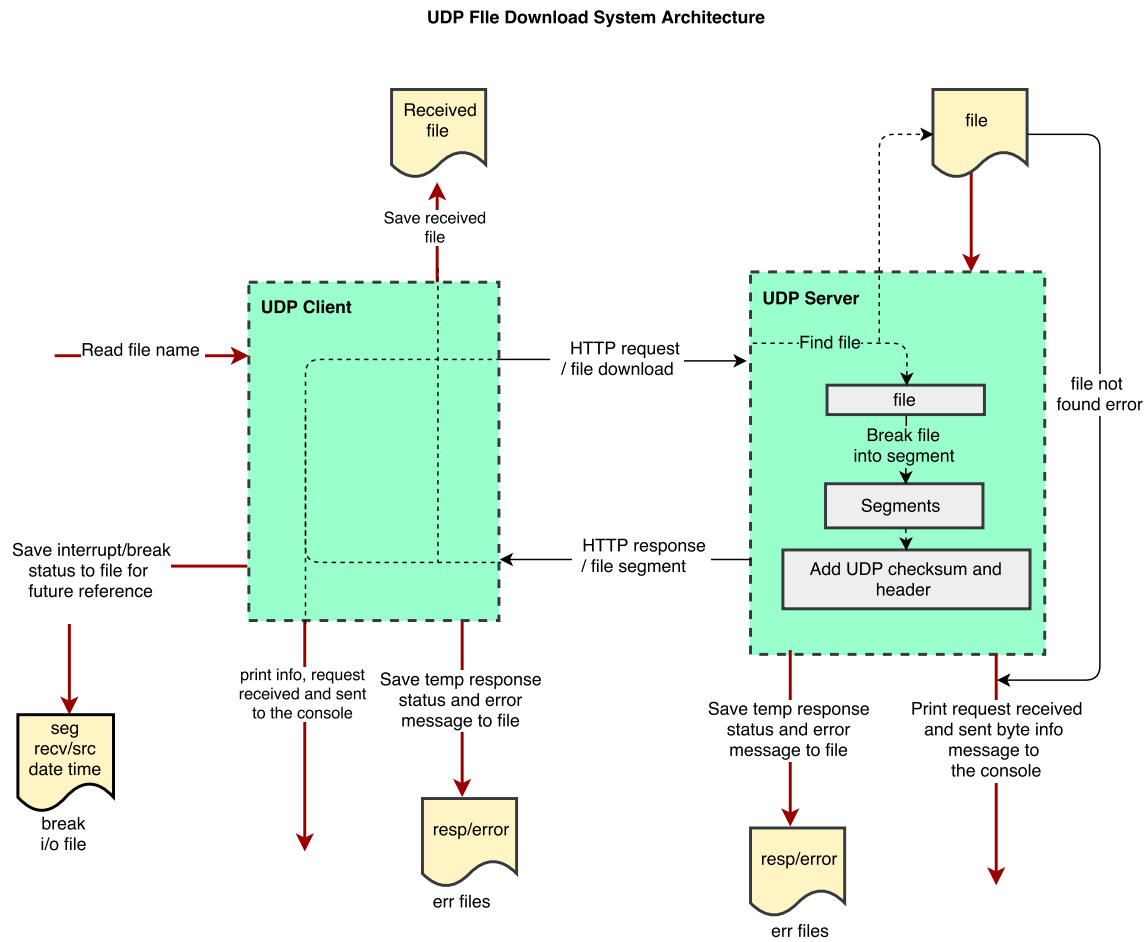 UDP FIle Download System Architecture
Received
file
file
Save received
file
UDP Client
UDP Server
Read file name
HTTP request
/ file download
Find file
file
file not
found error
Break file
into segment
Segments
Save interrupt/break
status to file for
future reference
HTTP response
/ file segment
Add UDP checksum and
header
print info, request
received and sent
to the console
Save temp response
status and error
message to file
Save temp response
status and error
message to file
Print request received
and sent byte info
message to
the console
seg
recv/src
date time
break
i/o file
resp/error
err files
resp/error
err files